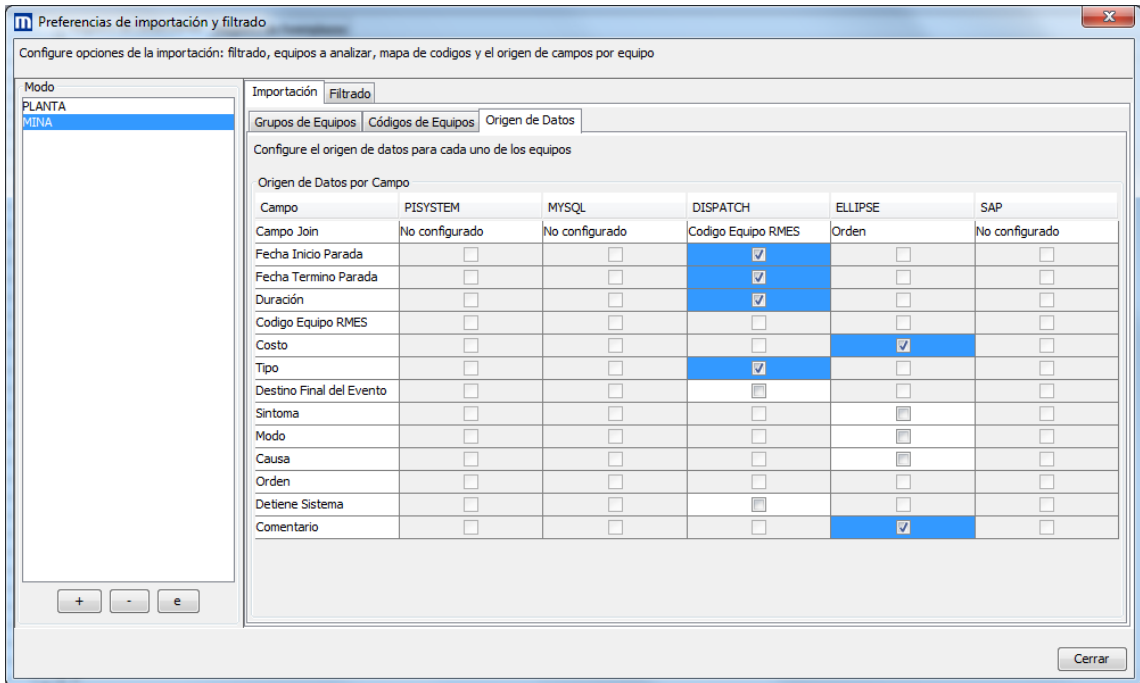 Preferencias de importación y filtrado
Configure opciones de la importación: filtrado, equipos a analizar, mapa de codigos y el origen de campos por equipo
Modo
PLANTA
MINA
+ - e
Importación Filtrado
Grupos de Equipos Códigos de Equipos Origen de Datos
Configure el origen de datos para cada uno de los equipos
Origen de Datos por Campo
Campo PISYSTEM MYSQL DISPATCH ELLIPSE SAP
Campo Join No configurado No configurado Codigo Equipo RMES Orden No configurado
Fecha Inicio Parada
Fecha Termino Parada
Duración
Codigo Equipo RMES
Costo
Tipo
Destino Final del Evento
Sintoma
Modo
Causa
Orden
Detiene Sistema
Comentario
Cerrar